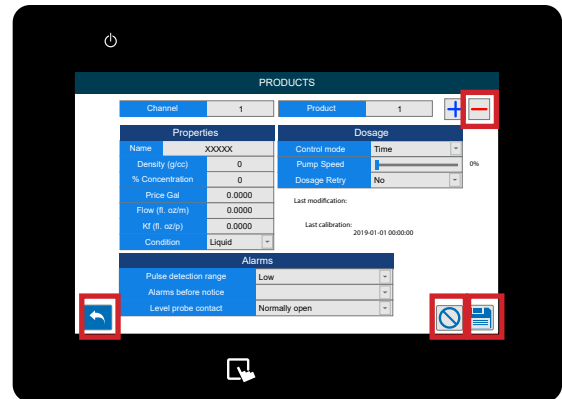 PRODUCTS
Channel 1 Product 1
Properties
Name XXXXX
Density (g/cc) 0
% Concentration 0
Price Gal 0.0000
Flow (fl. oz/m) 0.0000
Kf (fl. oz/p) 0.0000
Condition Liquid
Dosage
Control mode Time
Pump Speed 0%
Dosage Retry No
Last modification:
Last calibration:
2019-01-01 00:00:00
Alarms
Pulse detection range Low
Alarms before notice
Level probe contact Normally open